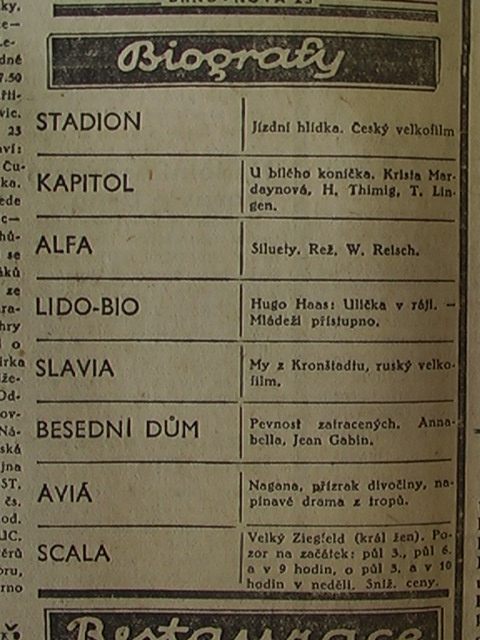 Biografy
STADION
Jízdní hlídka. Český velkofilm
KAPITOL
U bílého koníčka. Krista Mar-
daynová, H. Thimig, T. Lin-
gen.
ALFA
Siluety. Rež. W. Reisch.
LIDO-BIO
Hugo Haas: Ulička v ráji. —
Mládeži přístupno.
SLAVIA
My z Kronštadtu, ruský velko-
film.
BESEDNÍ DŮM
Pevnost zatracených. Anna-
bella, Jean Gabin.
AVIA
Nagana, přízrak divočiny, na-
pínavé drama z tropů.
SCALA
Velký Ziegfeld (král žen). Po-
zor na začátek: půl 3., půl 6.
a v 9 hodin, o půl 3. a v 10
hodin v neděli. Sníž. ceny.